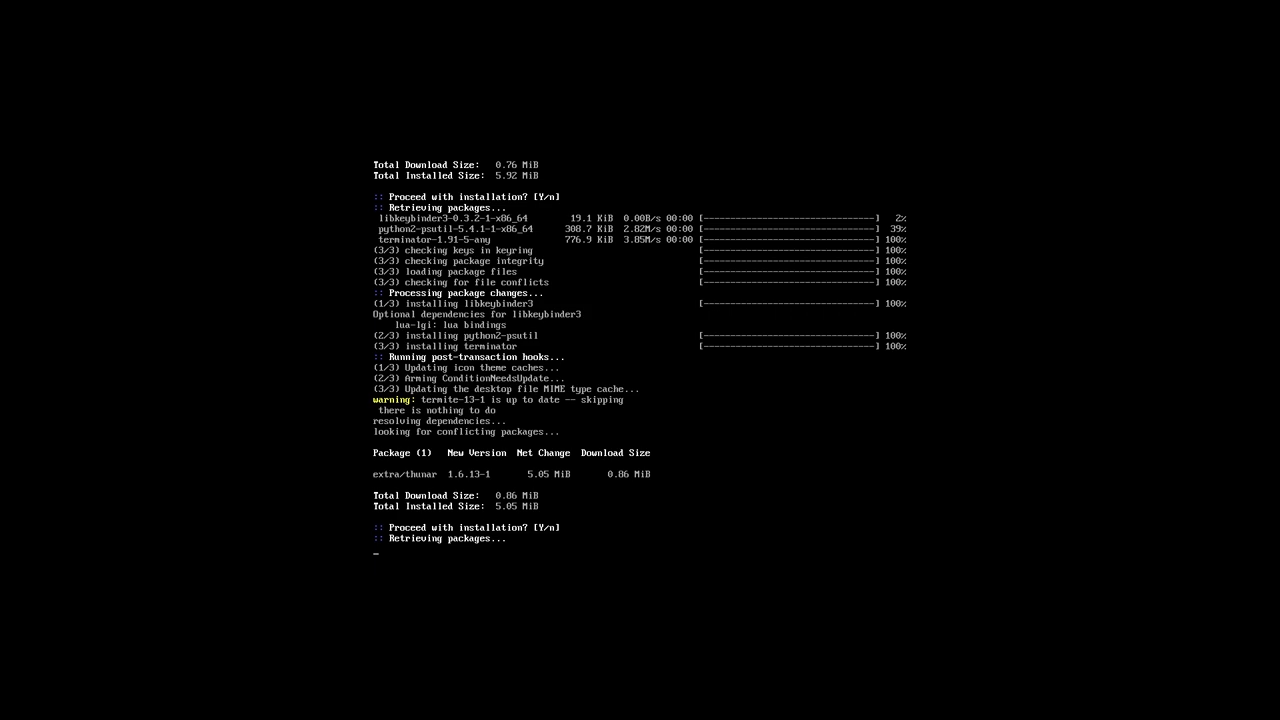 Total Download Size:   0.76 MiB
Total Installed Size:  5.92 MiB

:: Proceed with installation? [Y/n]
:: Retrieving packages...
 libkeybinder3-0.3.2-1-x86_64        19.1 KiB  0.00B/s 00:00 [--------------------------------]   2%
 python2-psutil-5.4.1-1-x86_64      308.7 KiB  2.82M/s 00:00 [--------------------------------]  39%
 terminator-1.91-5-any              776.9 KiB  3.85M/s 00:00 [--------------------------------] 100%
(3/3) checking keys in keyring                               [--------------------------------] 100%
(3/3) checking package integrity                             [--------------------------------] 100%
(3/3) loading package files                                  [--------------------------------] 100%
(3/3) checking for file conflicts                            [--------------------------------] 100%
:: Processing package changes...
(1/3) installing libkeybinder3                               [--------------------------------] 100%
Optional dependencies for libkeybinder3
    lua-lgi: lua bindings
(2/3) installing python2-psutil                              [--------------------------------] 100%
(3/3) installing terminator                                  [--------------------------------] 100%
:: Running post-transaction hooks...
(1/3) Updating icon theme caches...
(2/3) Arming ConditionNeedsUpdate...
(3/3) Updating the desktop file MIME type cache...
warning: termite-13-1 is up to date -- skipping
 there is nothing to do
resolving dependencies...
looking for conflicting packages...

Package (1)   New Version  Net Change  Download Size

extra/thunar  1.6.13-1       5.05 MiB       0.86 MiB

Total Download Size:   0.86 MiB
Total Installed Size:  5.05 MiB

:: Proceed with installation? [Y/n]
:: Retrieving packages...
_